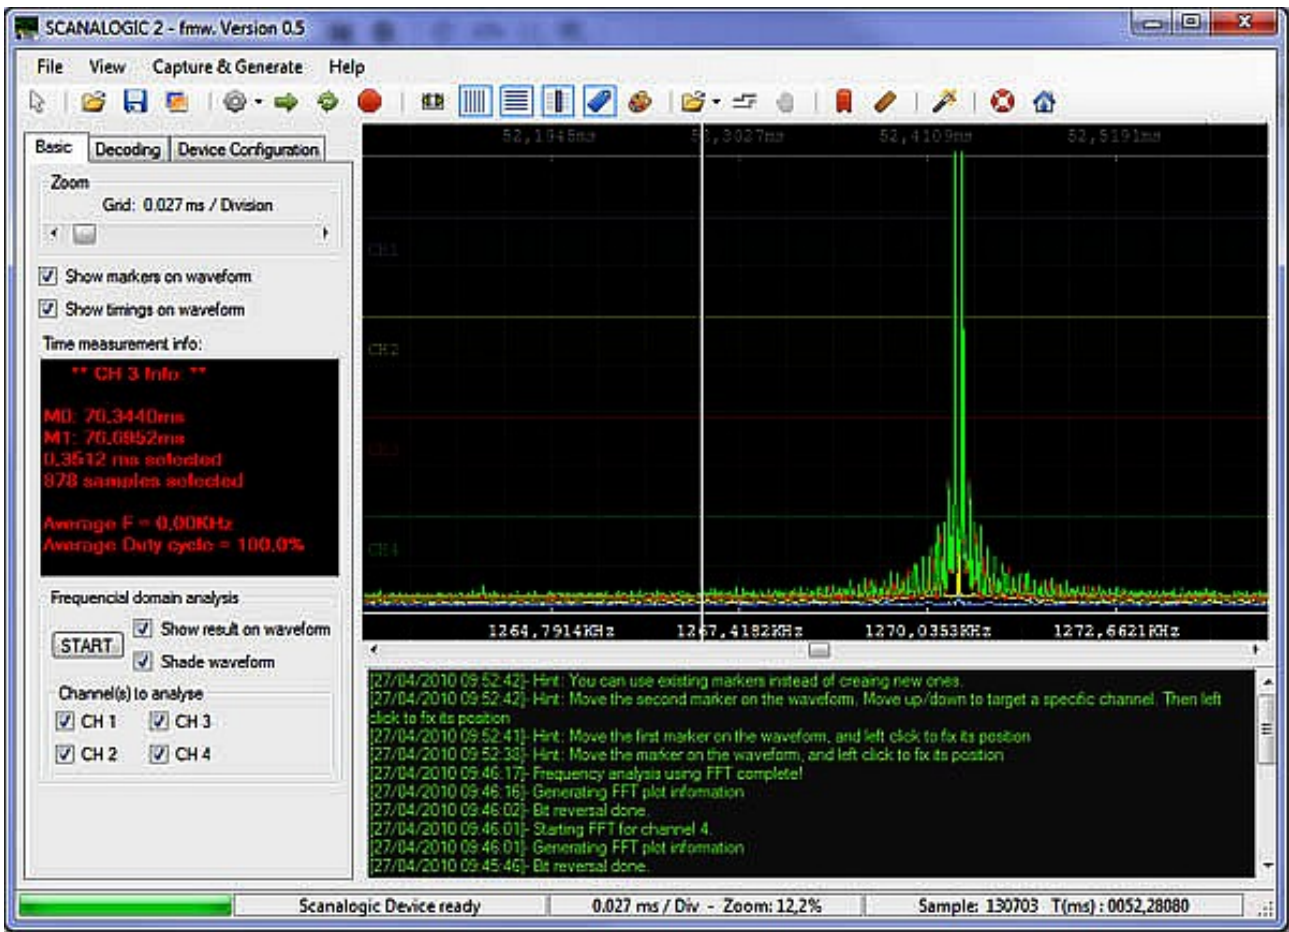 SCANALOGIC 2 - fmw. Version 0.5
File View Capture & Generate Help
Basic Decoding Device Configuration
Zoom
Grid: 0.027 ms / Division
Show markers on waveform
Show timings on waveform
Time measurement info:
** CH 3 Info: **
M0: 76,3440ms
M1: 76,6952ms
0,3512 ms selected
878 samples selected
Average F = 0,00KHz
Average Duty cycle = 100,0%
Frequencial domain analysis
START
Show result on waveform
Shade waveform
Channel(s) to analyse
CH 1 CH 3
CH 2 CH 4
52,1945ms 52,3027ms 52,4109ms 52,5191ms
CH1
CH2
CH3
CH4
1264,7914KHz 1267,4182KHz 1270,0353KHz 1272,6621KHz
[27/04/2010 09:52:42]- Hint: You can use existing markers instead of creaing new ones.
[27/04/2010 09:52:42]- Hint: Move the second marker on the waveform, Move up/down to target a specific channel. Then left
click to fix its position
[27/04/2010 09:52:41]- Hint: Move the first marker on the waveform, and left click to fix its position
[27/04/2010 09:52:38]- Hint: Move the marker on the waveform, and left click to fix its position
[27/04/2010 09:46:17]- Frequency analysis using FFT complete!
[27/04/2010 09:46:16]- Generating FFT plot information
[27/04/2010 09:46:02]- Bit reversal done.
[27/04/2010 09:46:01]- Starting FFT for channel 4.
[27/04/2010 09:46:01]- Generating FFT plot information
[27/04/2010 09:45:46]- Bit reversal done.
Scanalogic Device ready 0.027 ms / Div - Zoom: 12,2% Sample: 130703 T(ms) : 0052,28080